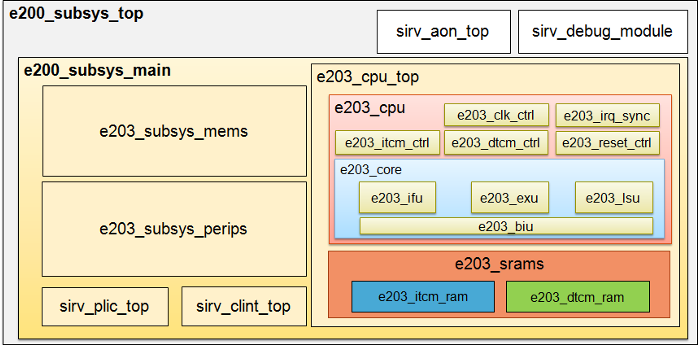 e200_subsys_top
sirv_aon_top
sirv_debug_module
e200_subsys_main
e203_subsys_mems
e203_subsys_perips
sirv_plic_top
sirv_clint_top
e203_cpu_top
e203_cpu
e203_clk_ctrl
e203_irq_sync
e203_itcm_ctrl
e203_dtcm_ctrl
e203_reset_ctrl
e203_core
e203_ifu
e203_exu
e203_lsu
e203_biu
e203_srams
e203_itcm_ram
e203_dtcm_ram